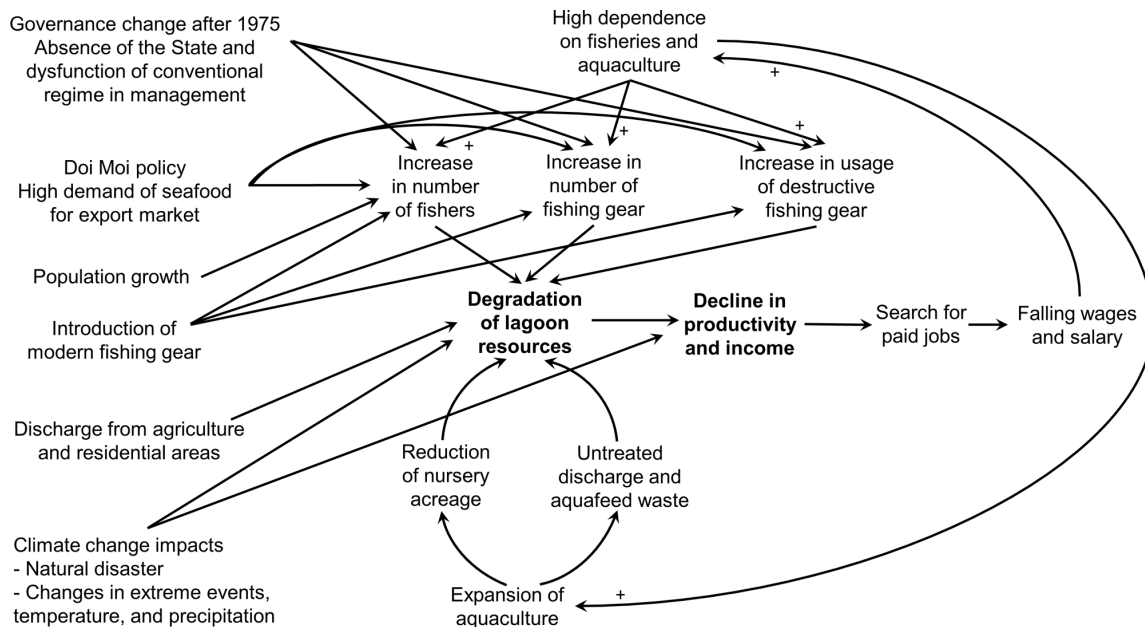 Governance change after 1975
Absence of the State and
dysfunction of conventional
regime in management
High dependence
on fisheries and
aquaculture
+
+
+
+
Doi Moi policy
High demand of seafood
for export market
Increase
in number
of fishers
Increase in
number of
fishing gear
Increase in usage
of destructive
fishing gear
Population growth
Introduction of
modern fishing gear
Degradation
of lagoon
resources
Decline in
productivity
and income
Search for
paid jobs
Falling wages
and salary
Discharge from agriculture
and residential areas
Reduction
of nursery
acreage
Untreated
discharge and
aquafeed waste
Climate change impacts
- Natural disaster
- Changes in extreme events,
temperature, and precipitation
Expansion of
aquaculture
+